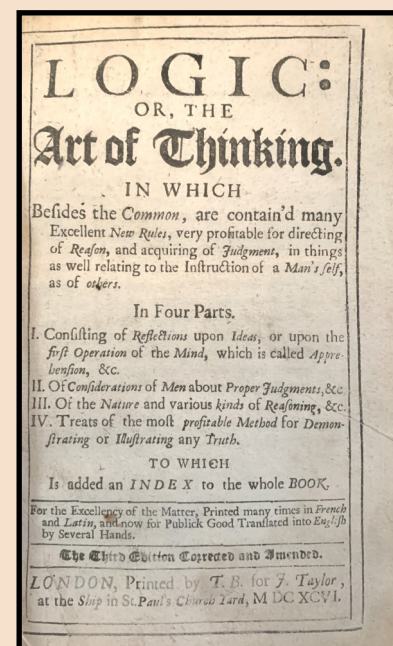 LOGIC:
OR, THE
Art of Thinking.
IN WHICH
Beſides the Common, are contain'd many
Excellent New Rules, very profitable for directing
of Reaſon, and acquiring of Judgment, in things
as well relating to the Inſtruction of a Man's ſelf,
as of others.
In Four Parts.
I. Conſiſting of Reflections upon Ideas, or upon the
firſt Operation of the Mind, which is called Appre-
henſion, &c.
II. Of Conſiderations of Men about Proper Judgments, &c
III. Of the Nature and various kinds of Reaſoning, &c.
IV. Treats of the moſt profitable Method for Demon-
ſtrating or Illuſtrating any Truth.
TO WHICH
Is added an INDEX to the whole BOOK.
For the Excellency of the Matter, Printed many times in French
and Latin, and now for Publick Good Tranſlated into Engliſh
by Several Hands.
The Third Edition Corrected and Amended.
LONDON, Printed by T. B. for J. Taylor,
at the Ship in St. Paul's Church Yard, M DC XCVI.